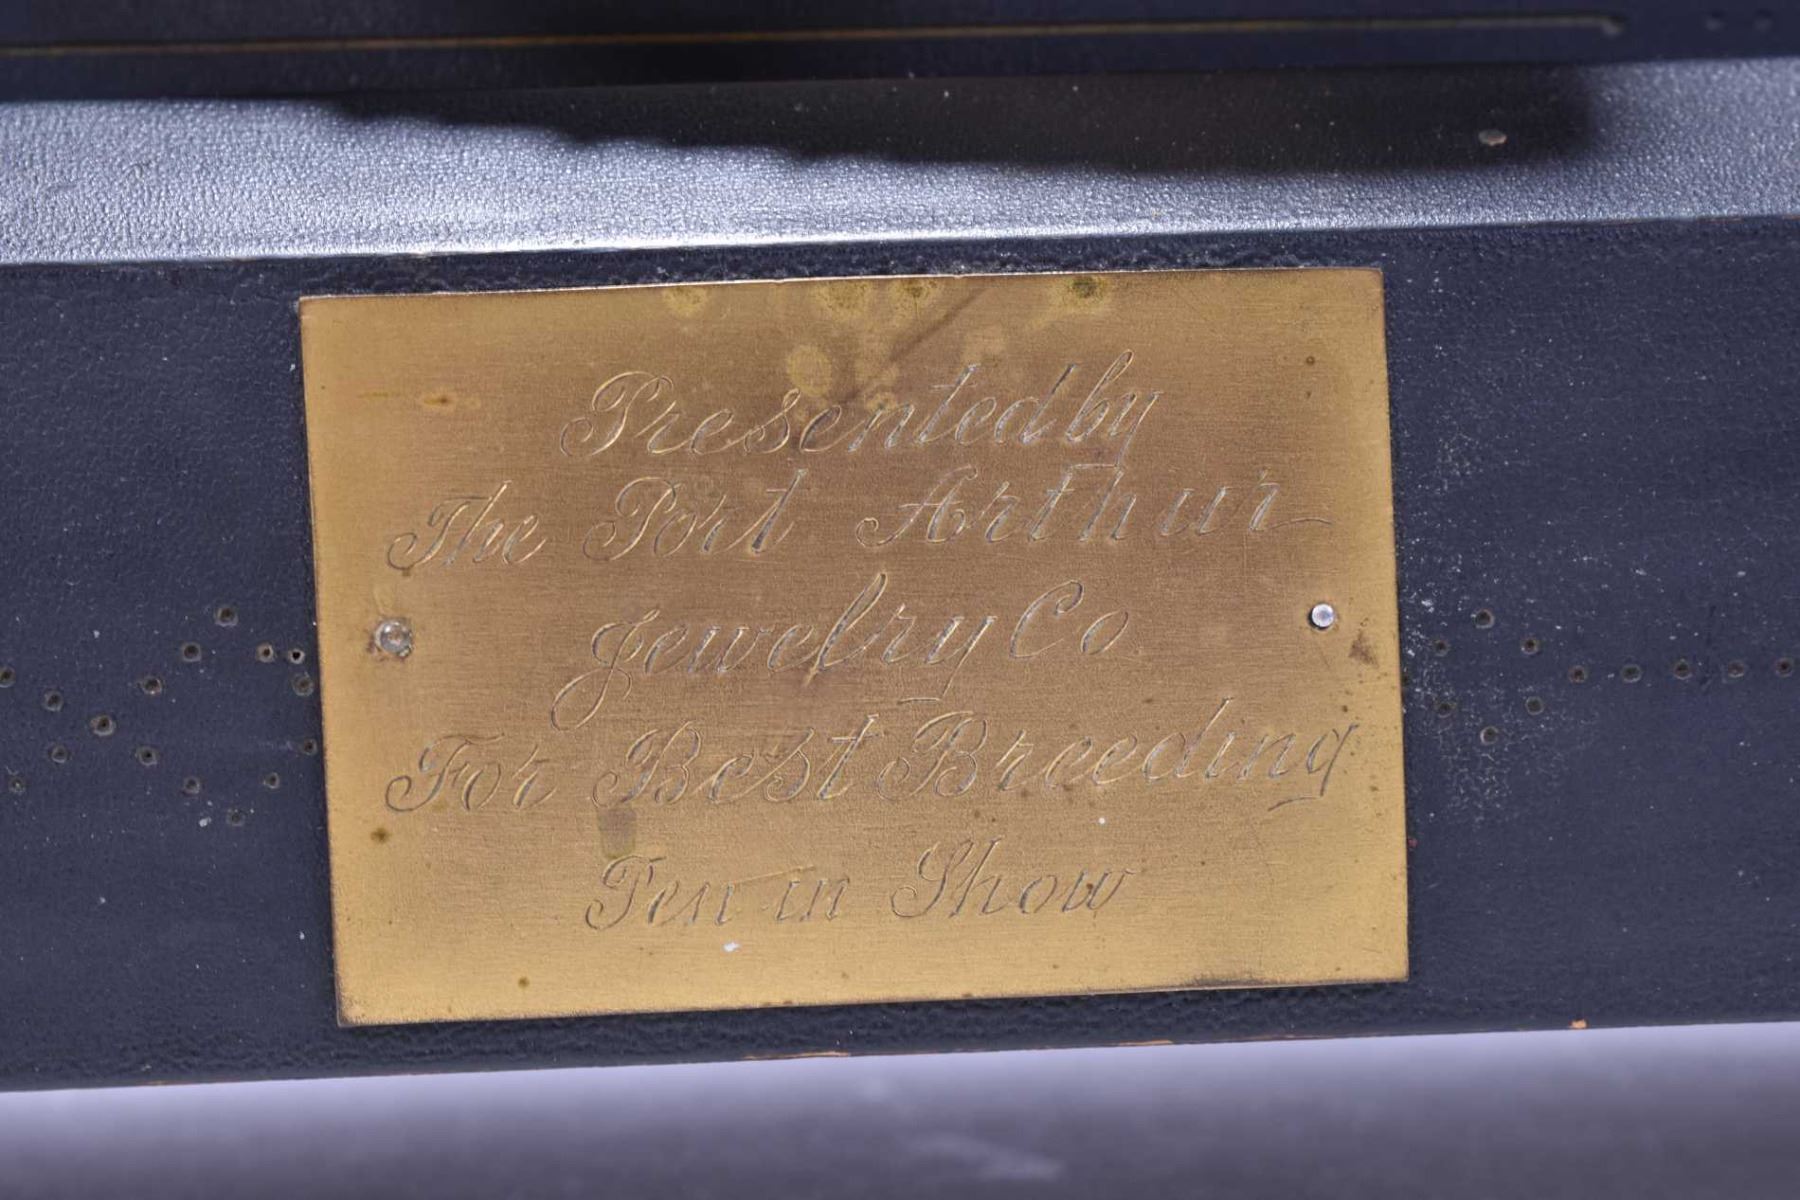 Presented by
The Port Arthur
Jewelry Co.
For Best Breeding
Pen in Show